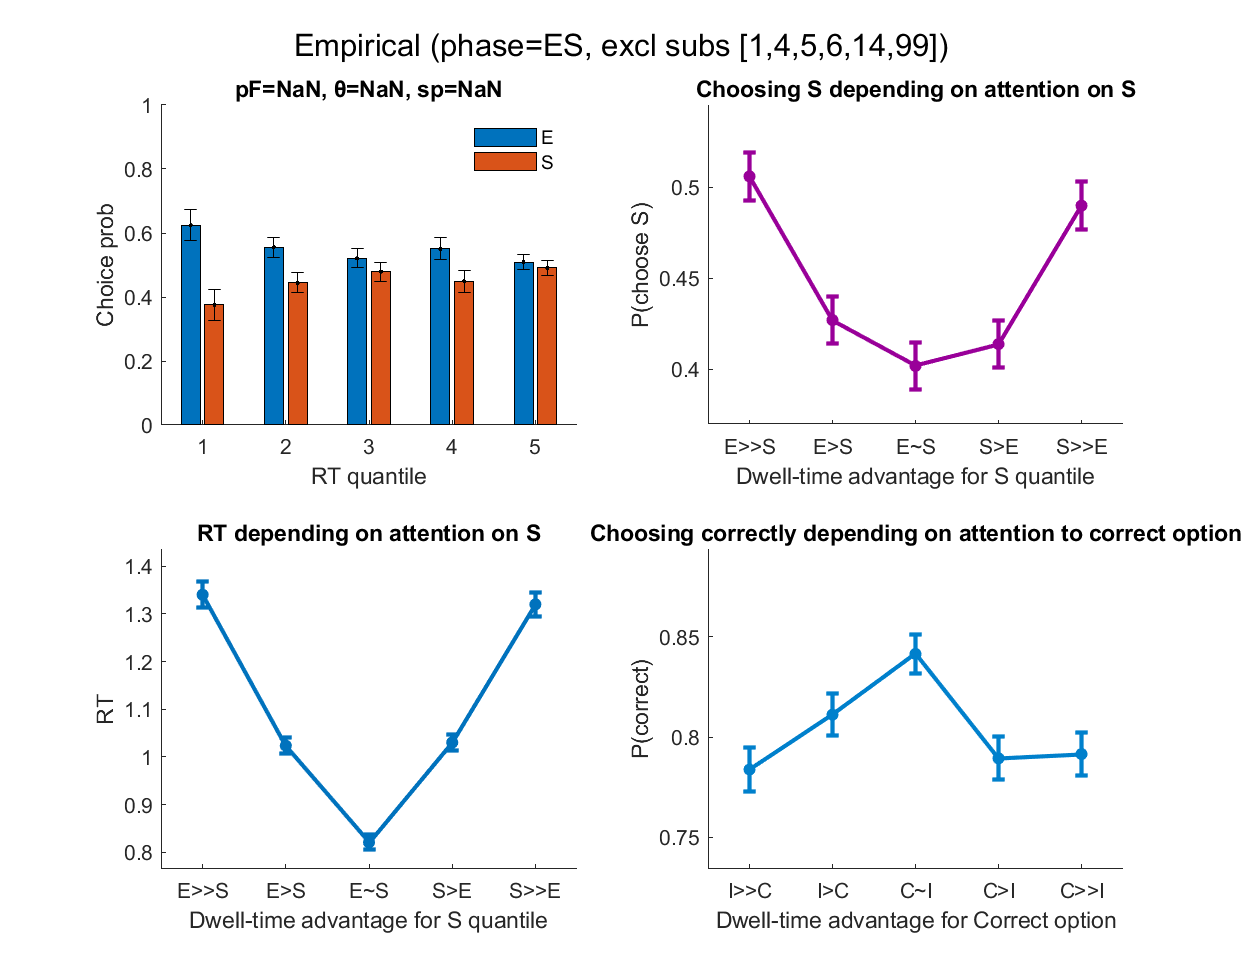 Empirical (phase=ES, excl subs [1,4,5,6,14,99])
pF=NaN, θ=NaN, sp=NaN
1
0.8
0.6
0.4
0.2
0
Choice prob
E
S
1 2 3 4 5
RT quantile
Choosing S depending on attention on S
0.5
0.45
0.4
P(choose S)
E>>S E>S E~S S>E S>>E
Dwell-time advantage for S quantile
RT depending on attention on S
1.4
1.3
1.2
1.1
1
0.9
0.8
RT
E>>S E>S E~S S>E S>>E
Dwell-time advantage for S quantile
Choosing correctly depending on attention to correct option
0.85
0.8
0.75
P(correct)
I>>C I>C C~I C>I C>>I
Dwell-time advantage for Correct option